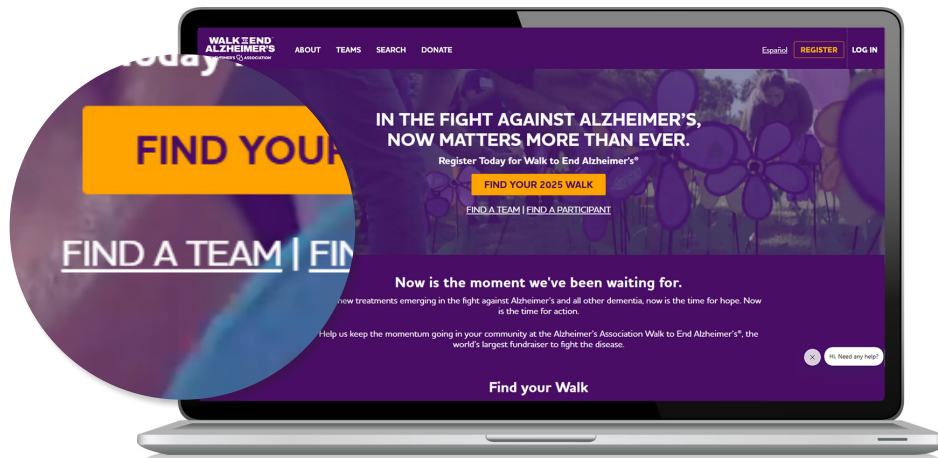 WALK TO END
ALZHEIMER'S
ALZHEIMER'S ASSOCIATION
ABOUT
TEAMS
SEARCH
DONATE
Español
REGISTER
LOG IN
IN THE FIGHT AGAINST ALZHEIMER'S,
NOW MATTERS MORE THAN EVER.
Register Today for Walk to End Alzheimer's®
FIND YOUR 2025 WALK
FIND A TEAM | FIND A PARTICIPANT
Today
FIND YOUR
FIND A TEAM | FIN
Now is the moment we've been waiting for.
new treatments emerging in the fight against Alzheimer's and all other dementia, now is the time for hope. Now
is the time for action.
Help us keep the momentum going in your community at the Alzheimer's Association Walk to End Alzheimer's®, the
world's largest fundraiser to fight the disease.
Hi. Need any help?
Find your Walk